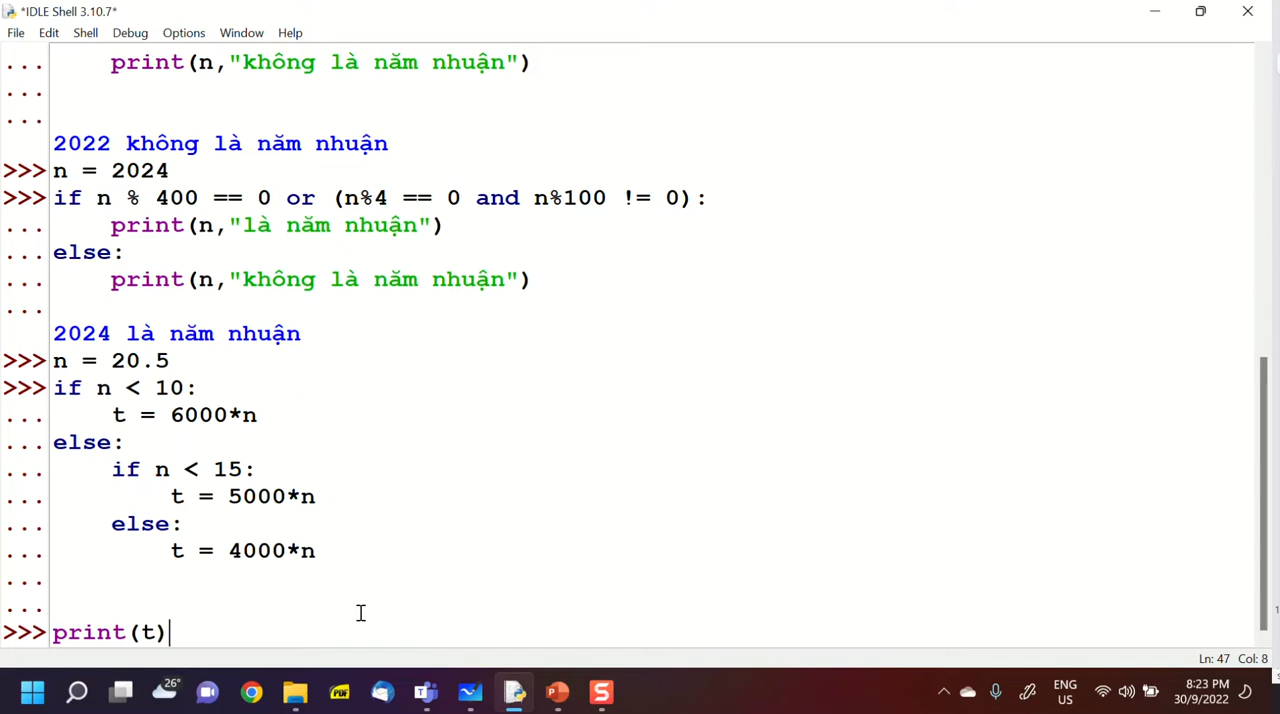 *IDLE Shell 3.10.7*
File Edit Shell Debug Options Window Help
... print(n,"không là năm nhuận")
...
...
2022 không là năm nhuận
>>> n = 2024
>>> if n % 400 == 0 or (n%4 == 0 and n%100 != 0):
... print(n,"là năm nhuận")
... else:
... print(n,"không là năm nhuận")
...
2024 là năm nhuận
>>> n = 20.5
>>> if n < 10:
... t = 6000*n
... else:
... if n < 15:
... t = 5000*n
... else:
... t = 4000*n
...
...
>>> print(t)
Ln: 47 Col: 8
26°
PDF
ENG
US
8:23 PM
30/9/2022